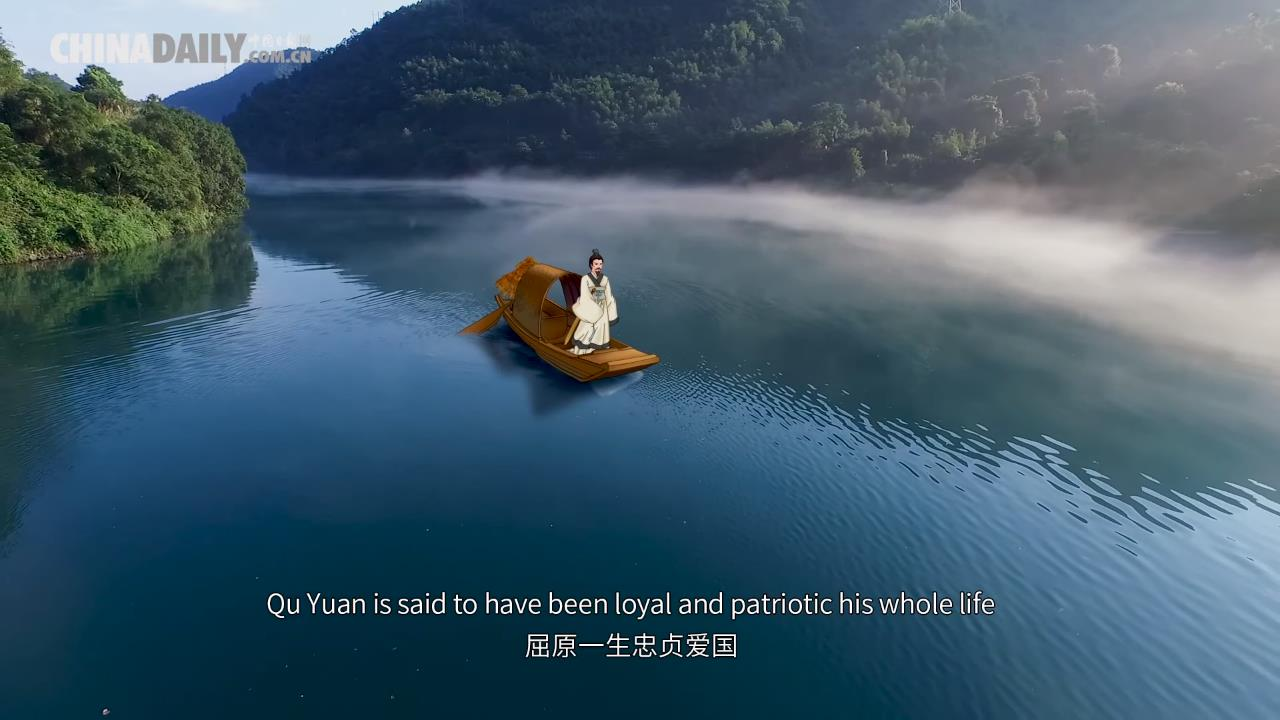 CHINADAILY
.COM.CN
Qu Yuan is said to have been loyal and patriotic his whole life
屈原一生忠贞爱国